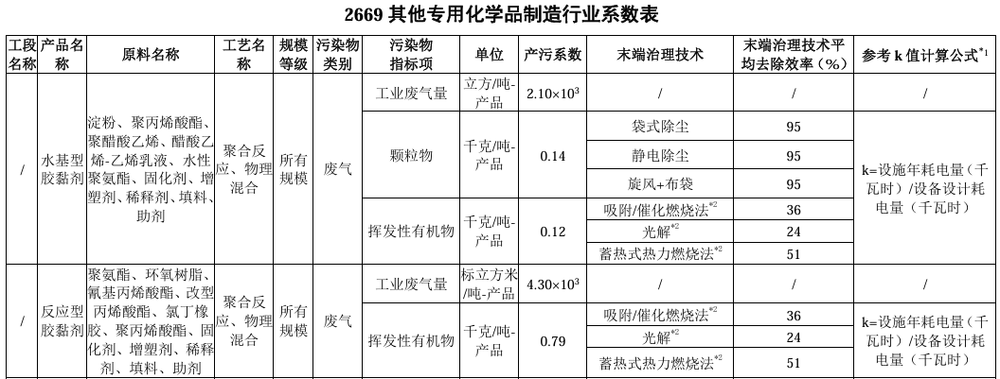 2669 其他专用化学品制造行业系数表
工段名称
产品名称
原料名称
工艺名称
规模等级
污染物类别
污染物指标项
单位
产污系数
末端治理技术
末端治理技术平均去除效率（%）
参考 k 值计算公式*1
/
水基型胶黏剂
淀粉、聚丙烯酸酯、
聚醋酸乙烯、醋酸乙
烯-乙烯乳液、水性
聚氨酯、固化剂、增
塑剂、稀释剂、填料、
助剂
聚合反应、物理混合
所有规模
废气
工业废气量
立方/吨-产品
2.10×10³
/
/
/
颗粒物
千克/吨-产品
0.14
袋式除尘
95
静电除尘
95
旋风+布袋
95
k=设施年耗电量（千
瓦时）/设备设计耗
电量（千瓦时）
挥发性有机物
千克/吨-产品
0.12
吸附/催化燃烧法*2
36
光解*2
24
蓄热式热力燃烧法*2
51
/
反应型胶黏剂
聚氨酯、环氧树脂、
氰基丙烯酸酯、改型
丙烯酸酯、氯丁橡
胶、聚丙烯酸酯、固
化剂、增塑剂、稀释
剂、填料、助剂
聚合反应、物理混合
所有规模
废气
工业废气量
标立方米/吨-产品
4.30×10³
/
/
/
挥发性有机物
千克/吨-产品
0.79
吸附/催化燃烧法*2
36
光解*2
24
蓄热式热力燃烧法*2
51
k=设施年耗电量（千
瓦时）/设备设计耗
电量（千瓦时）